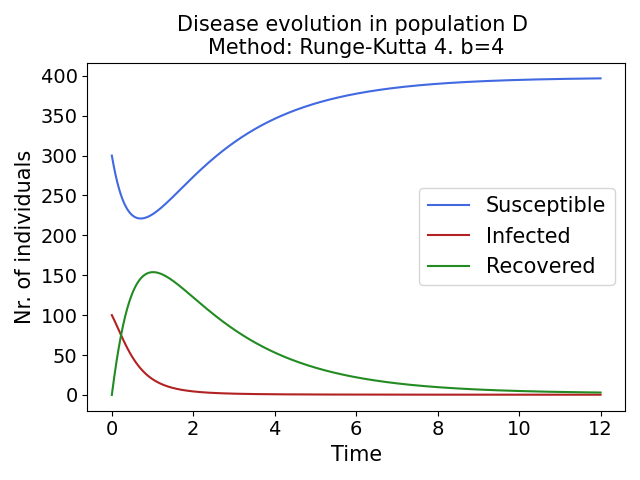 Disease evolution in population D
Method: Runge-Kutta 4. b=4
Nr. of individuals
400
350
300
250
200
150
100
50
0
Susceptible
Infected
Recovered
0 2 4 6 8 10 12
Time